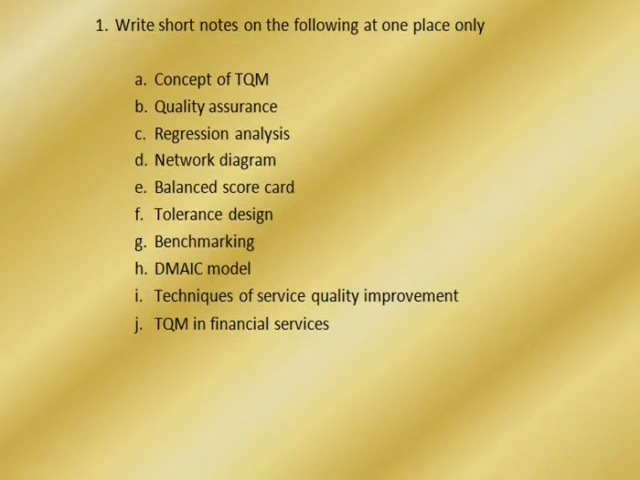 1. Write short notes on the following at one place only
a. Concept of TQM
b. Quality assurance
c. Regression analysis
d. Network diagram
e. Balanced score card
f. Tolerance design
g. Benchmarking
h. DMAIC model
i. Techniques of service quality improvement
j. TQM in financial services